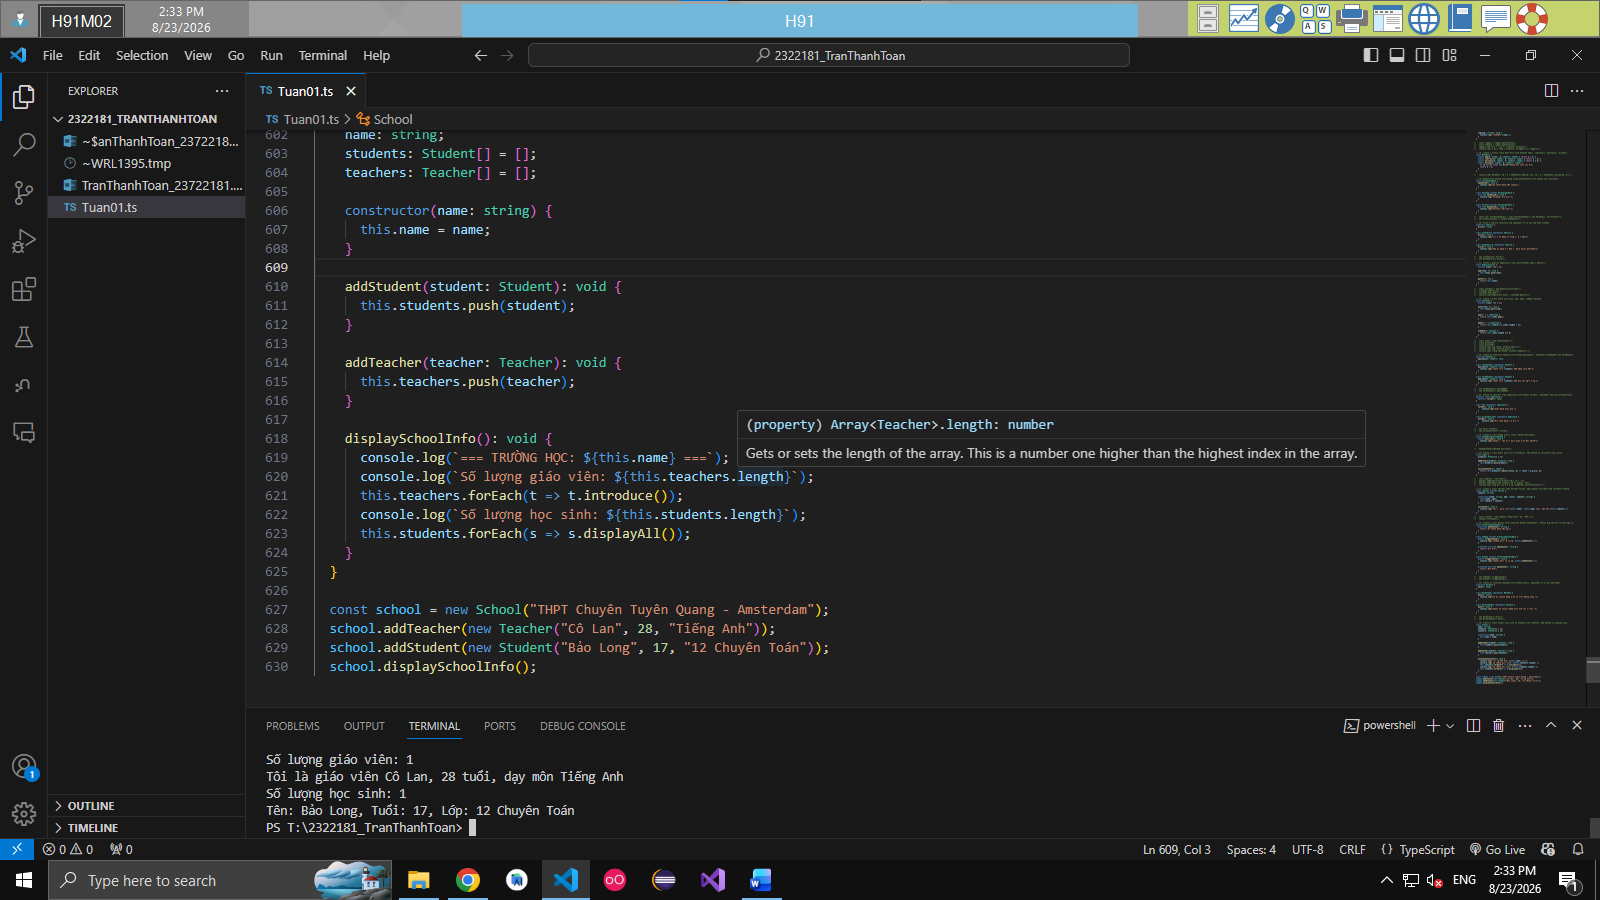 H91M02
2:33 PM
8/23/2026
H91
File Edit Selection View Go Run Terminal Help
2322181_TranThanhToan
EXPLORER
Tuan01.ts
2322181_TRANTHANHTOAN
~$anThanhToan_2372218...
~WRL1395.tmp
TranThanhToan_23722181....
TS Tuan01.ts
TS Tuan01.ts > School
602 name: string;
603 students: Student[] = [];
604 teachers: Teacher[] = [];
605
606 constructor(name: string) {
607 this.name = name;
608 }
609
610 addStudent(student: Student): void {
611 this.students.push(student);
612 }
613
614 addTeacher(teacher: Teacher): void {
615 this.teachers.push(teacher);
616 }
617
618 displaySchoolInfo(): void {
619 console.log(`=== TRƯỜNG HỌC: ${this.name} ===`);
620 console.log(`Số lượng giáo viên: ${this.teachers.length}`);
621 this.teachers.forEach(t => t.introduce());
622 console.log(`Số lượng học sinh: ${this.students.length}`);
623 this.students.forEach(s => s.displayAll());
624 }
625 }
626
627 const school = new School("THPT Chuyên Tuyên Quang - Amsterdam");
628 school.addTeacher(new Teacher("Cô Lan", 28, "Tiếng Anh"));
629 school.addStudent(new Student("Bảo Long", 17, "12 Chuyên Toán"));
630 school.displaySchoolInfo();
(property) Array<Teacher>.length: number
Gets or sets the length of the array. This is a number one higher than the highest index in the array.
PROBLEMS OUTPUT TERMINAL PORTS DEBUG CONSOLE
powershell
Số lượng giáo viên: 1
Tôi là giáo viên Cô Lan, 28 tuổi, dạy môn Tiếng Anh
Số lượng học sinh: 1
Tên: Bảo Long, Tuổi: 17, Lớp: 12 Chuyên Toán
PS T:\2322181_TranThanhToan>
OUTLINE
TIMELINE
0 0 0
Ln 609, Col 3 Spaces: 4 UTF-8 CRLF {} TypeScript Go Live
Type here to search
ENG
2:33 PM
8/23/2026
1